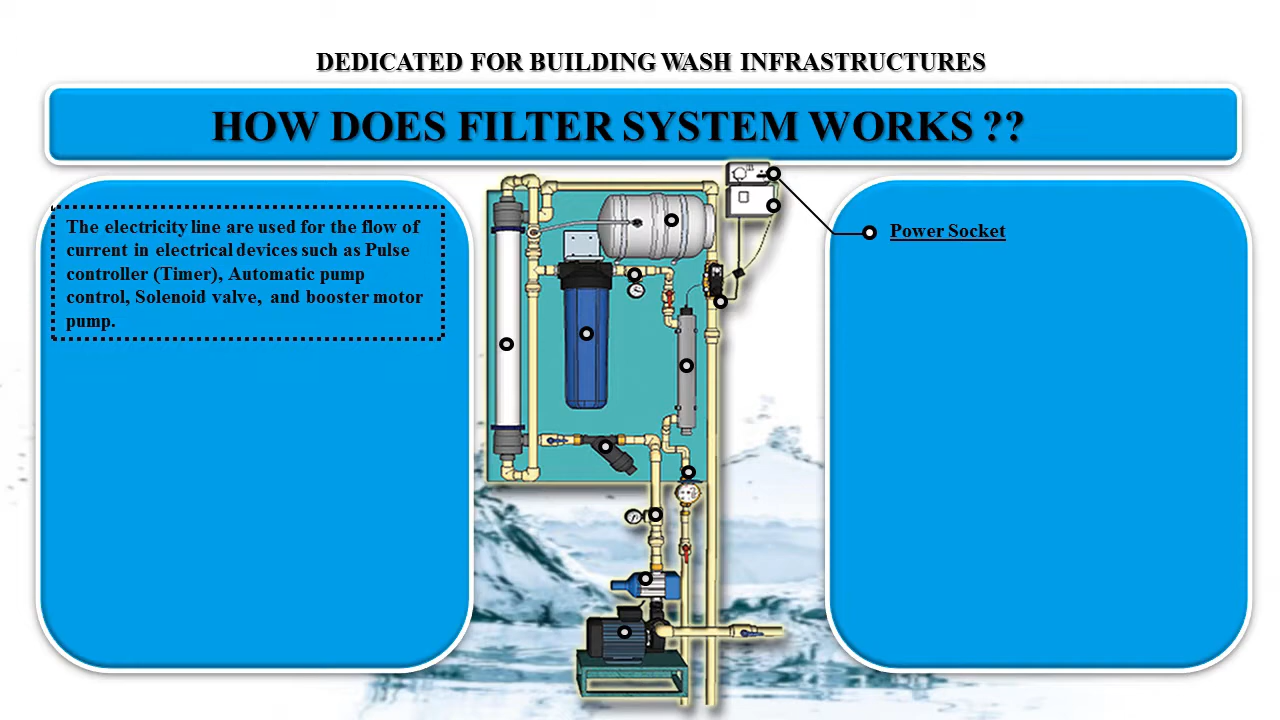 DEDICATED FOR BUILDING WASH INFRASTRUCTURES
HOW DOES FILTER SYSTEM WORKS ??
The electricity line are used for the flow of
current in electrical devices such as Pulse
controller (Timer), Automatic pump
control, Solenoid valve, and booster motor
pump.
Power Socket